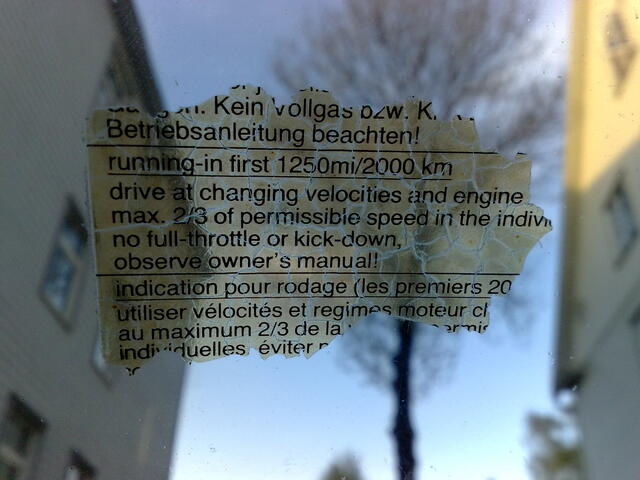 Kein Vollgas bzw. K
Betriebsanleitung beachten!
running-in first 1250mi/2000 km
drive at changing velocities and engine
max. 2/3 of permissible speed in the indiv
no full-throttle or kick-down,
observe owner's manual!
indication pour rodage (les premiers 20
utiliser vélocités et regimes moteur
au maximum 2/3 de la
individuelles, éviter